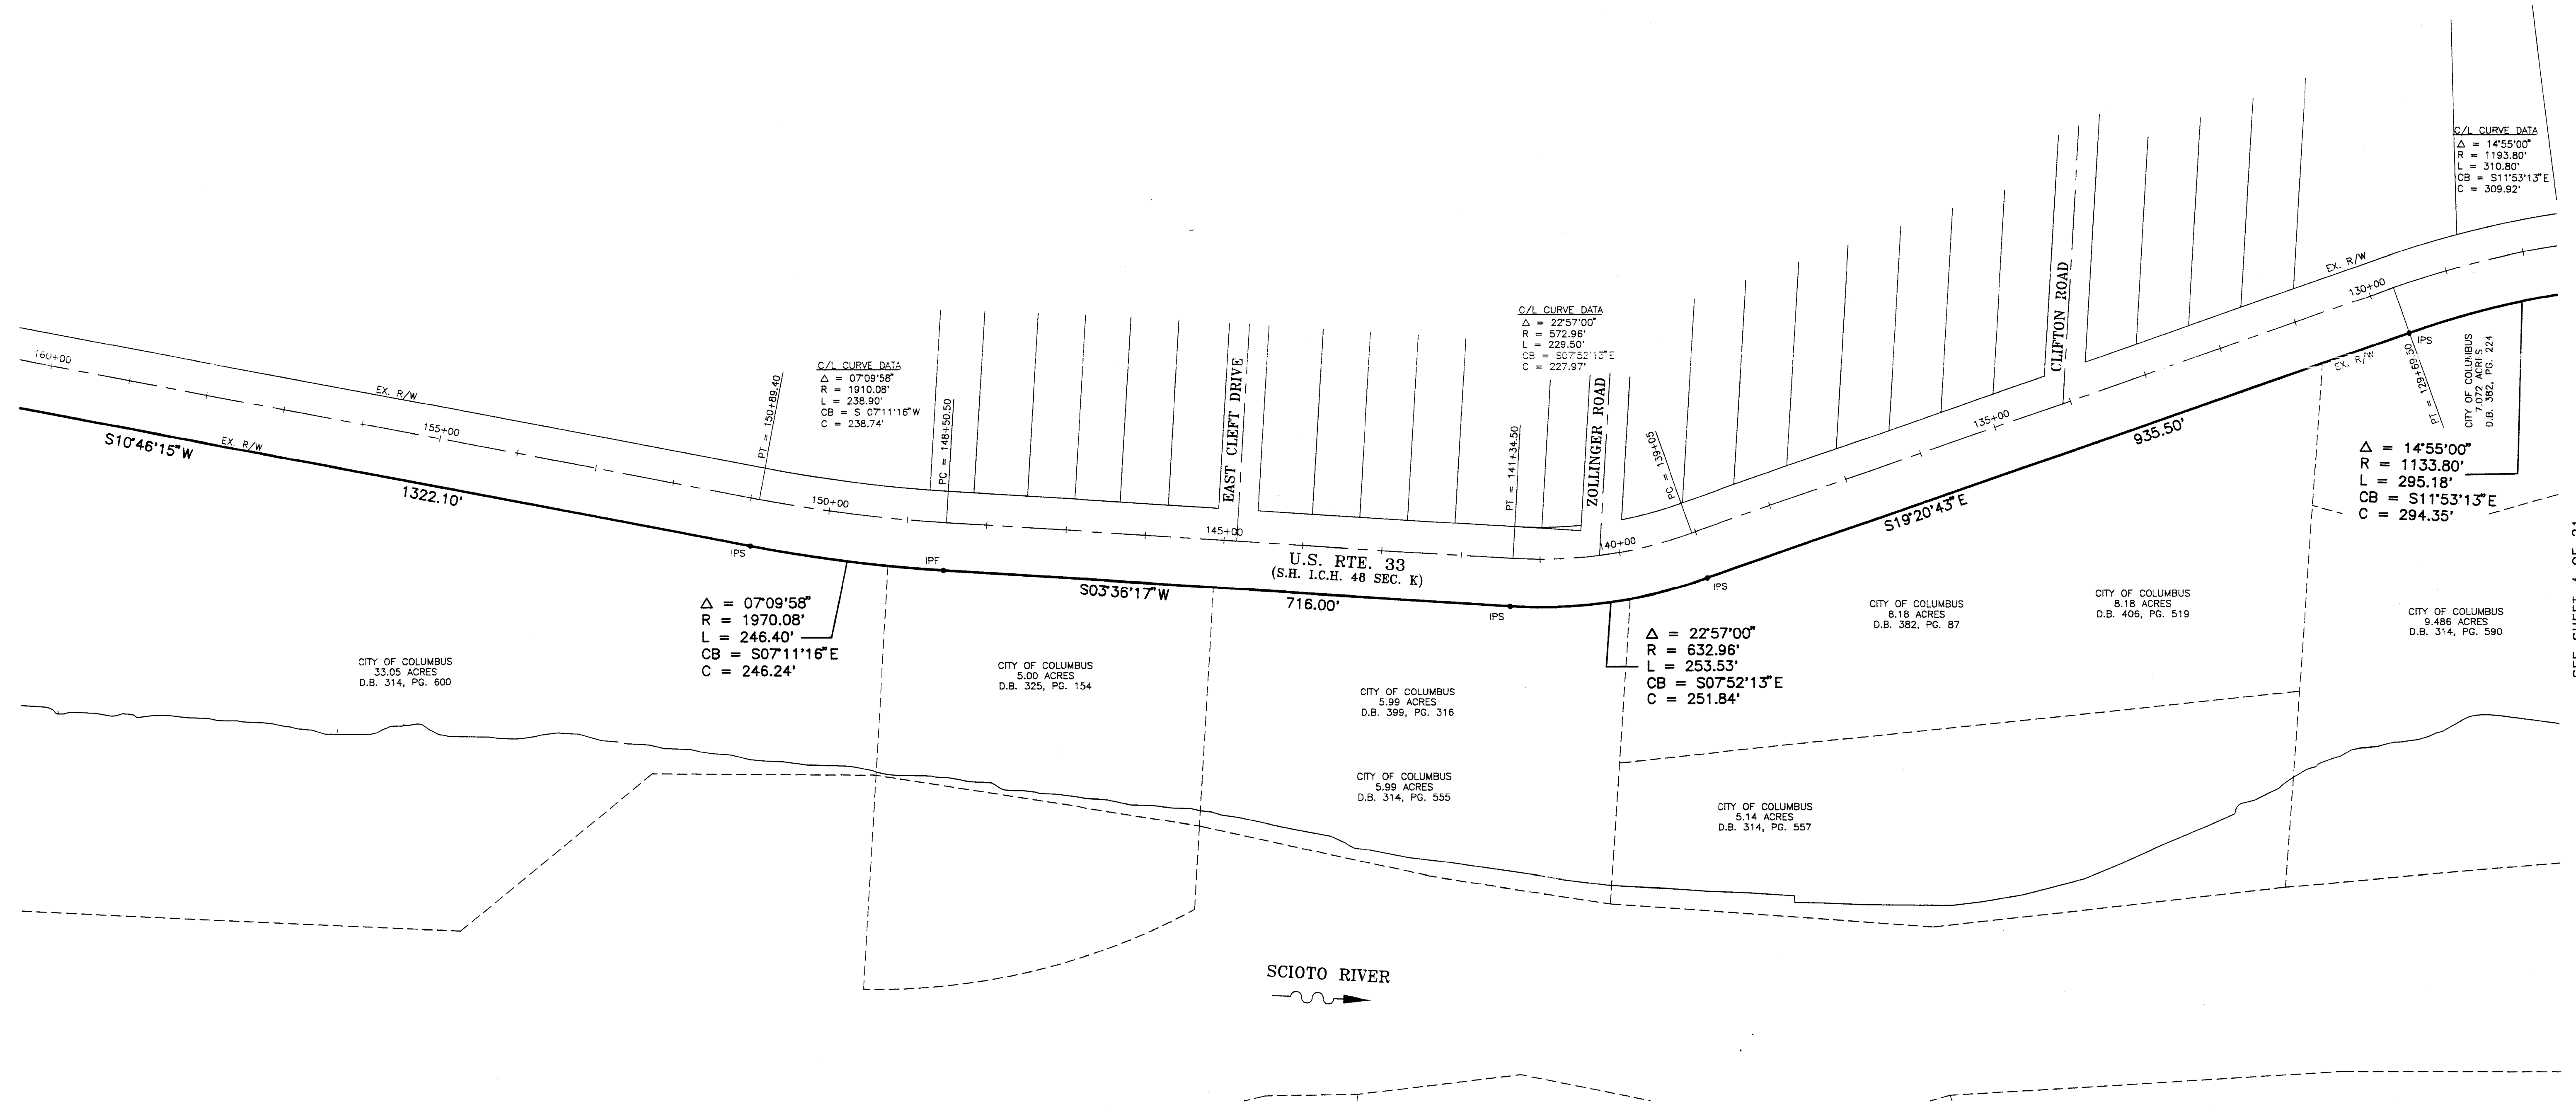 C/L CURVE DATA
Δ = 14°55'00"
R = 1193.80'
L = 310.80'
CB = S11°53'13"E
C = 309.92'
EX. R/W
130+00
CLIFTON ROAD
C/L CURVE DATA
Δ = 22°57'00"
R = 572.96'
L = 229.50'
CB = S07°52'13"E
C = 227.97'
160+00
EX. R/W
C/L CURVE DATA
Δ = 07°09'58"
R = 1910.08'
L = 238.90'
CB = S 07°11'16"W
C = 238.74'
PT = 150+89.40
PC = 148+50.50
EAST CLEFT DRIVE
ZOLLINGER ROAD
PT = 141+34.50
PC = 139+05
135+00
935.50'
EX. R/W
IPS
PT = 129+69.50
CITY OF COLUMBUS
7.072 ACRES
D.B. 382, PG. 224
S10°46'15"W
EX. R/W
155+00
1322.10'
150+00
145+00
140+00
S19°20'43"E
Δ = 14°55'00"
R = 1133.80'
L = 295.18'
CB = S11°53'13"E
C = 294.35'
IPS
IPF
U.S. RTE. 33
(S.H. I.C.H. 48 SEC. K)
S03°36'17"W
716.00'
IPS
IPS
Δ = 07°09'58"
R = 1970.08'
L = 246.40'
CB = S07°11'16"E
C = 246.24'
Δ = 22°57'00"
R = 632.96'
L = 253.53'
CB = S07°52'13"E
C = 251.84'
CITY OF COLUMBUS
8.18 ACRES
D.B. 382, PG. 87
CITY OF COLUMBUS
8.18 ACRES
D.B. 406, PG. 519
CITY OF COLUMBUS
9.486 ACRES
D.B. 314, PG. 590
CITY OF COLUMBUS
33.05 ACRES
D.B. 314, PG. 600
CITY OF COLUMBUS
5.00 ACRES
D.B. 325, PG. 154
CITY OF COLUMBUS
5.99 ACRES
D.B. 399, PG. 316
CITY OF COLUMBUS
5.99 ACRES
D.B. 314, PG. 555
CITY OF COLUMBUS
5.14 ACRES
D.B. 314, PG. 557
SCIOTO RIVER